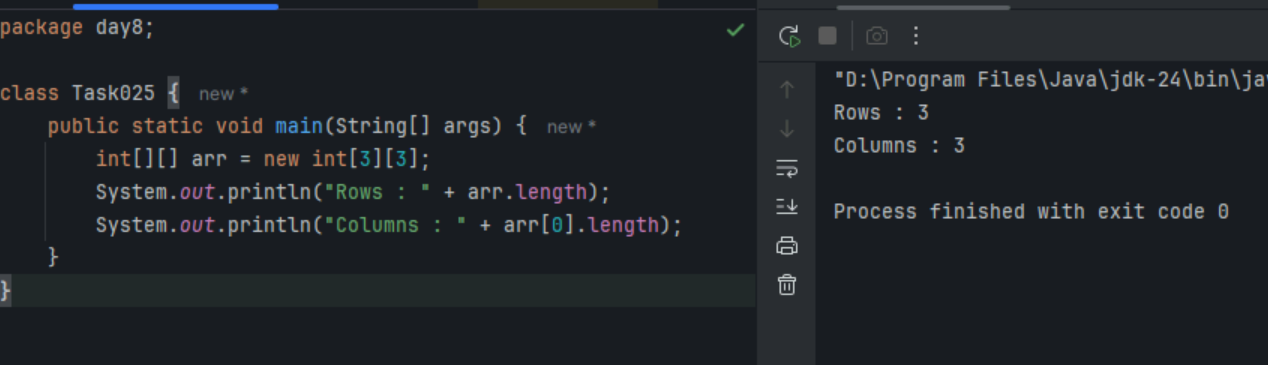 package day8;
class Task025 { new *
public static void main(String[] args) { new *
int[][] arr = new int[3][3];
System.out.println("Rows : " + arr.length);
System.out.println("Columns : " + arr[0].length);
}
}
"D:\Program Files\Java\jdk-24\bin\jav
Rows : 3
Columns : 3
Process finished with exit code 0